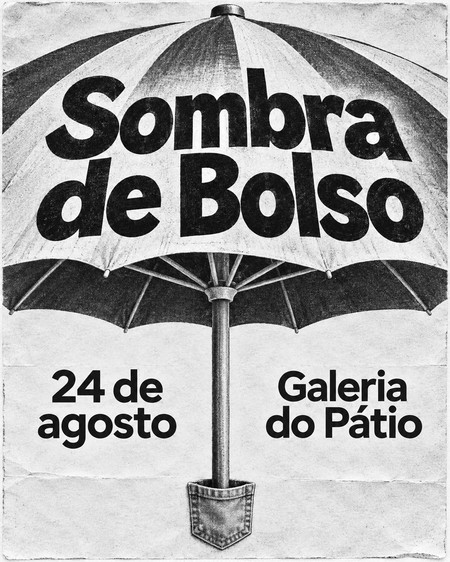 Sombra
de Bolso
24 de
agosto
Galeria
do Pátio